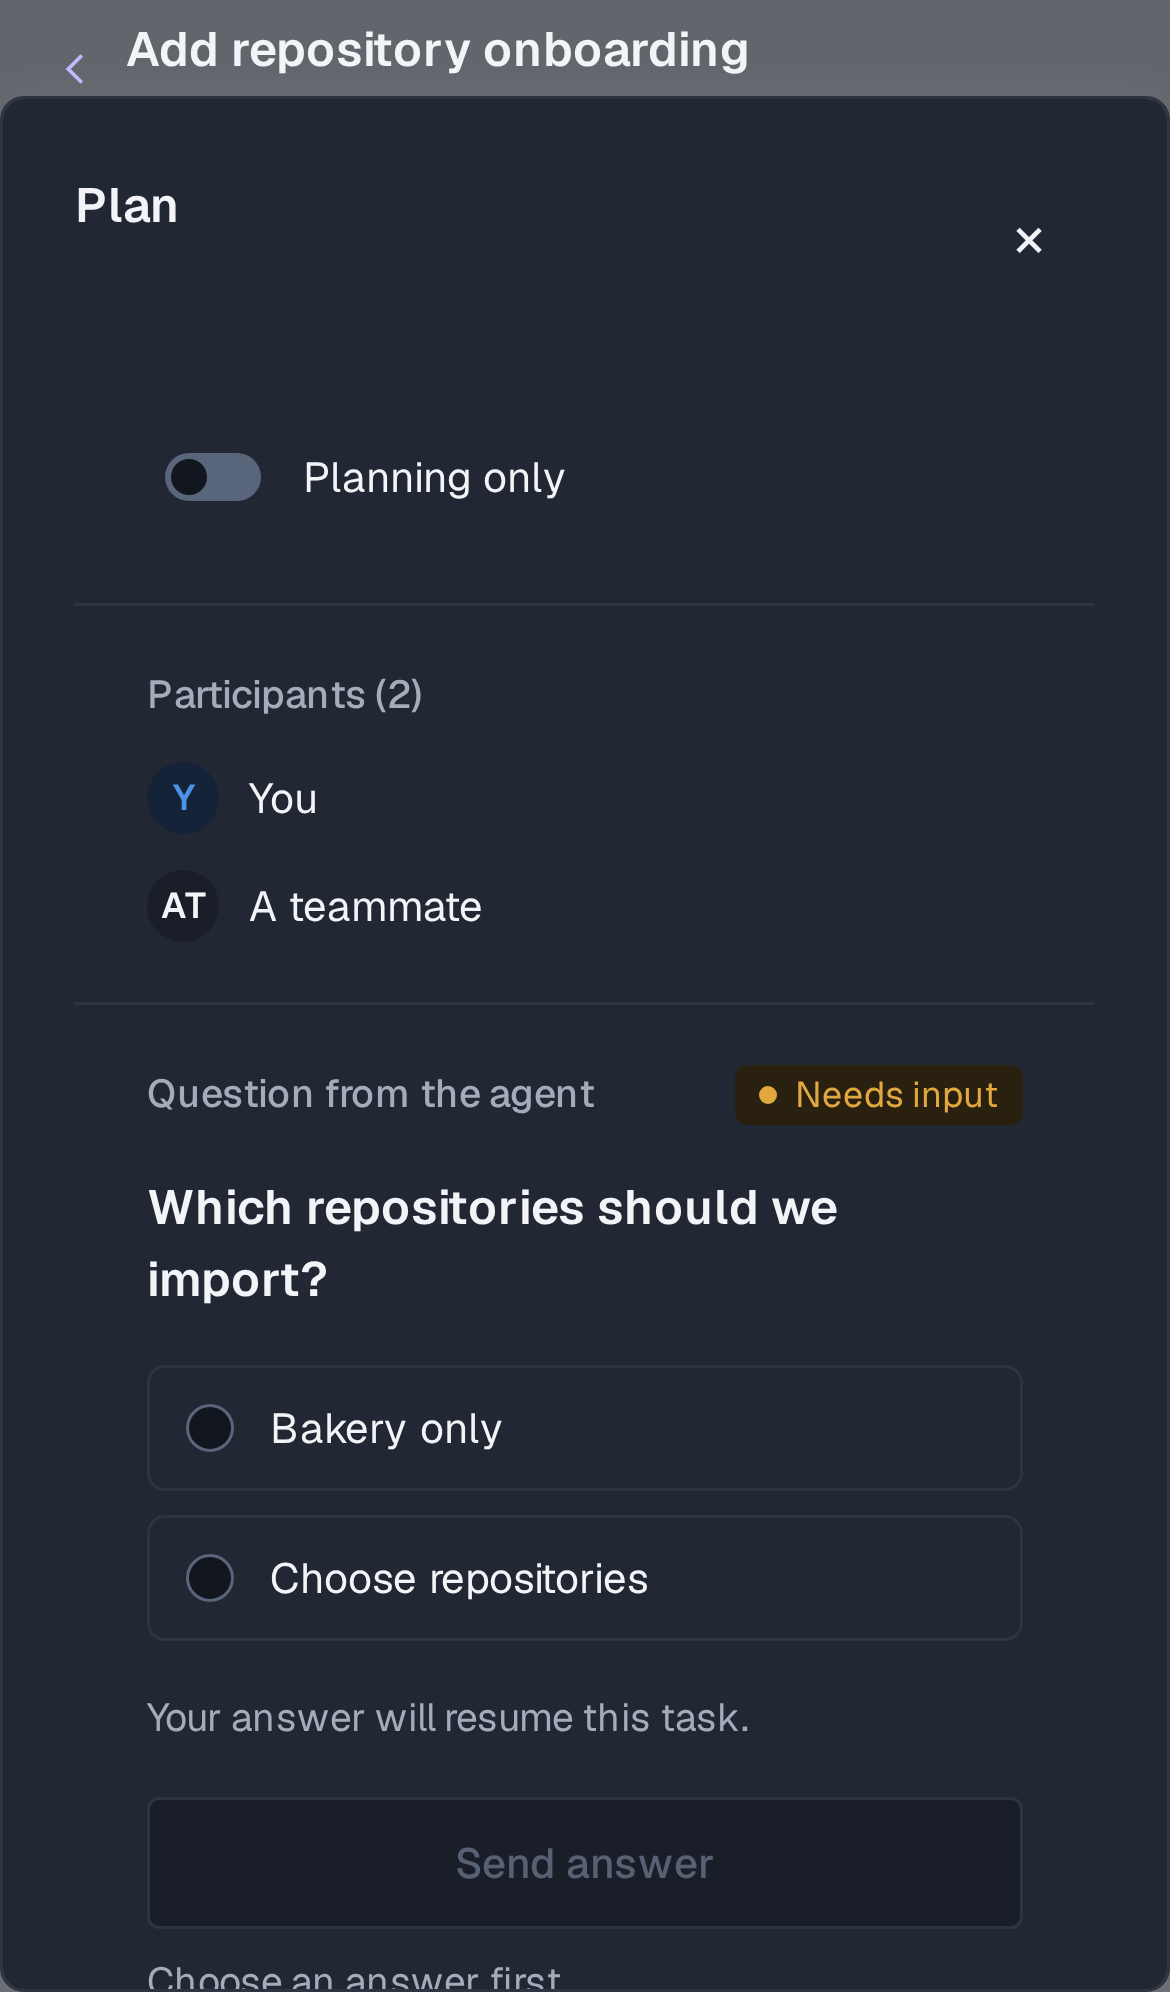 Add repository onboarding
Plan
Planning only
Participants (2)
Y You
AT A teammate
Question from the agent
Needs input
Which repositories should we
import?
Bakery only
Choose repositories
Your answer will resume this task.
Send answer
Choose an answer first